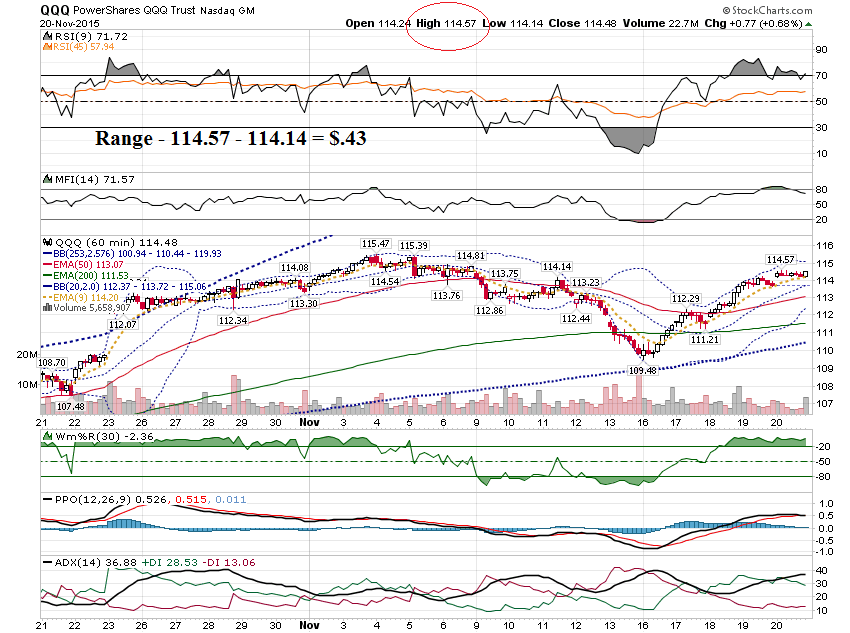 QQQ PowerShares QQQ Trust Nasdaq GM
© StockCharts.com
20-Nov-2015
Open 114.24 High 114.57 Low 114.14 Close 114.48 Volume 22.7M Chg +0.77 (+0.68%)
RSI(9) 71.72
RSI(45) 57.94
90
70
50
30
10
Range - 114.57 - 114.14 = $.43
MFI(14) 71.57
80
50
20
QQQ (60 min) 114.48
BB(253,2.576) 100.94 - 110.44 - 119.93
EMA(50) 113.07
EMA(200) 111.53
BB(20,2.0) 112.37 - 113.72 - 115.06
EMA(9) 114.20
Volume 5,658,907
115.47
115.39
114.81
114.57
114.08
114.14
113.75
113.23
114.54
113.76
113.30
112.86
112.34
112.07
112.44
112.29
111.21
109.48
108.70
107.48
116
115
114
113
112
111
110
109
108
107
20M
10M
21 22 23 26 27 28 29 30 Nov 3 4 5 6 9 10 11 12 13 16 17 18 19 20
Wm%R(30) -2.36
-20
-50
-80
PPO(12,26,9) 0.526, 0.515, 0.011
1.0
0.5
0.0
-0.5
-1.0
ADX(14) 36.88 +DI 28.53 -DI 13.06
40
30
20
10
21 22 23 26 27 28 29 30 Nov 3 4 5 6 9 10 11 12 13 16 17 18 19 20